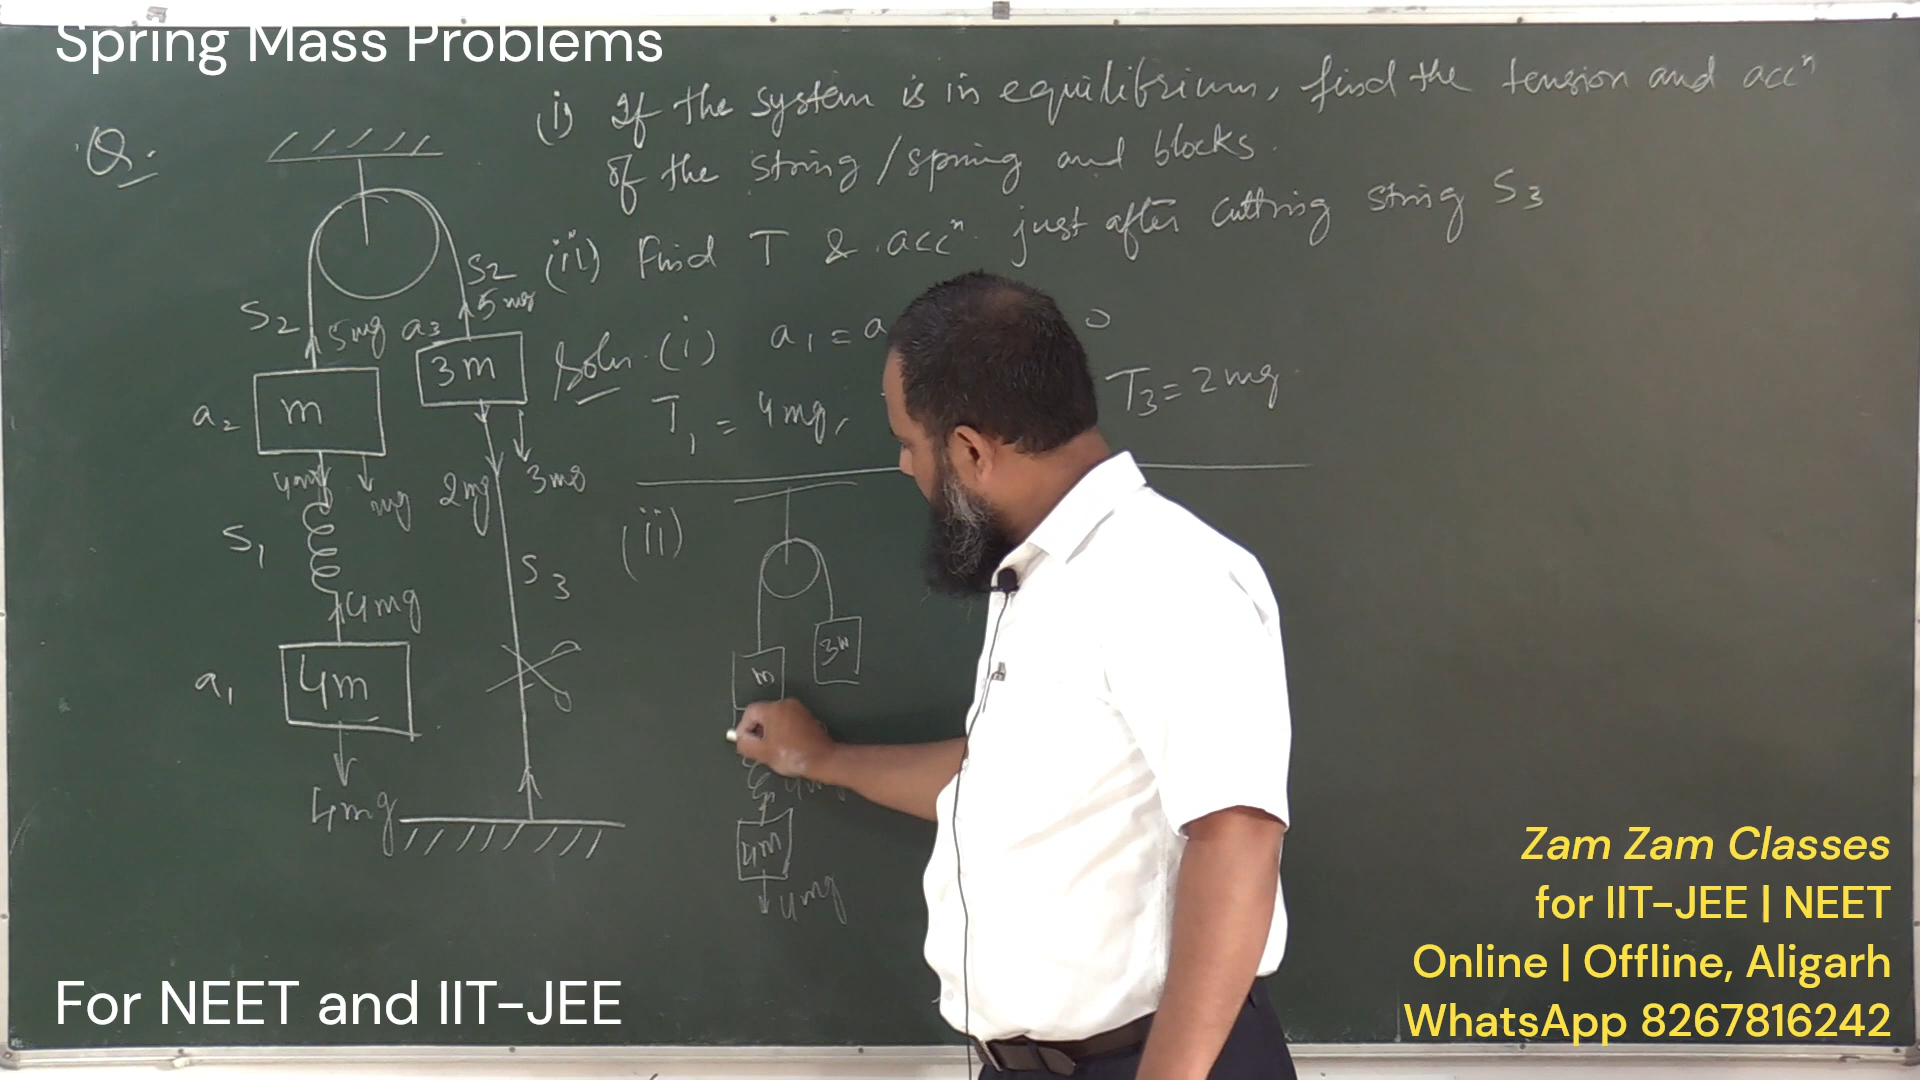 Spring Mass Problems
Q.
(i) If the system is in equilibrium, find the tension and accⁿ
of the string/spring and blocks.
(ii) Find T & accⁿ. just after cutting string S3
S2
S2
5mg
5mg
a3
3m
a2
m
4mg
mg
2mg
3mg
S1
S3
4mg
a1
4m
4mg
Soln. (i) a1 = a
0
T1 = 4mg,
T3 = 2mg
(ii)
3m
m
4m
4mg
Zam Zam Classes
for IIT-JEE | NEET
Online | Offline, Aligarh
WhatsApp 8267816242
For NEET and IIT-JEE